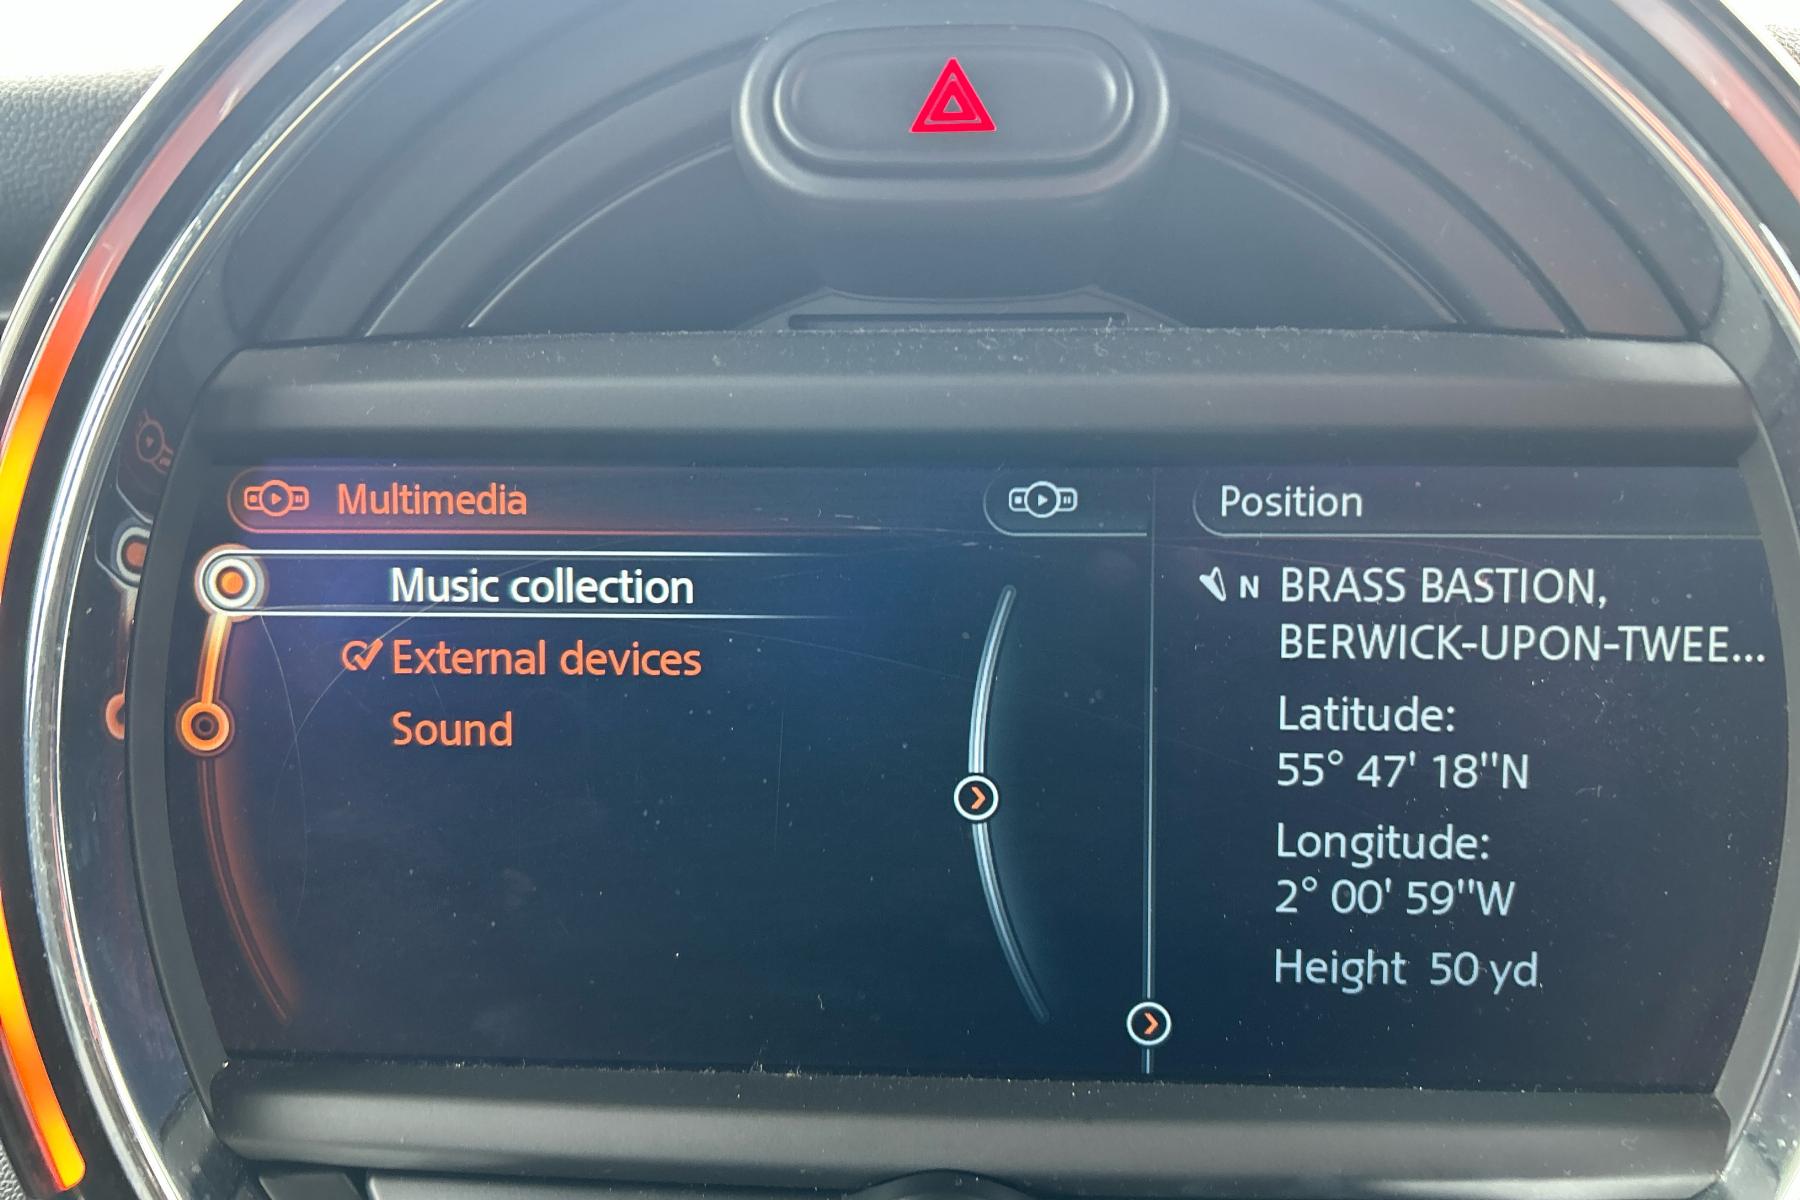 Multimedia
Music collection
External devices
Sound
Position
N BRASS BASTION,
BERWICK-UPON-TWEE...
Latitude:
55° 47' 18"N
Longitude:
2° 00' 59"W
Height 50 yd